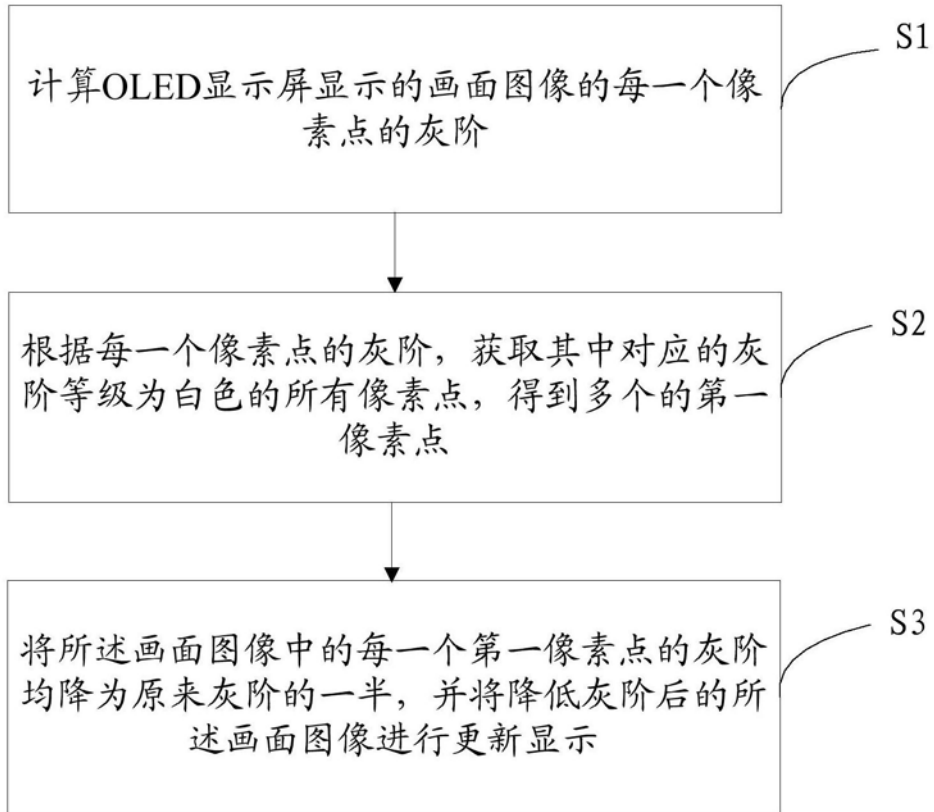 S1
计算OLED显示屏显示的画面图像的每一个像
素点的灰阶
S2
根据每一个像素点的灰阶，获取其中对应的灰
阶等级为白色的所有像素点，得到多个的第一
像素点
S3
将所述画面图像中的每一个第一像素点的灰阶
均降为原来灰阶的一半，并将降低灰阶后的所
述画面图像进行更新显示